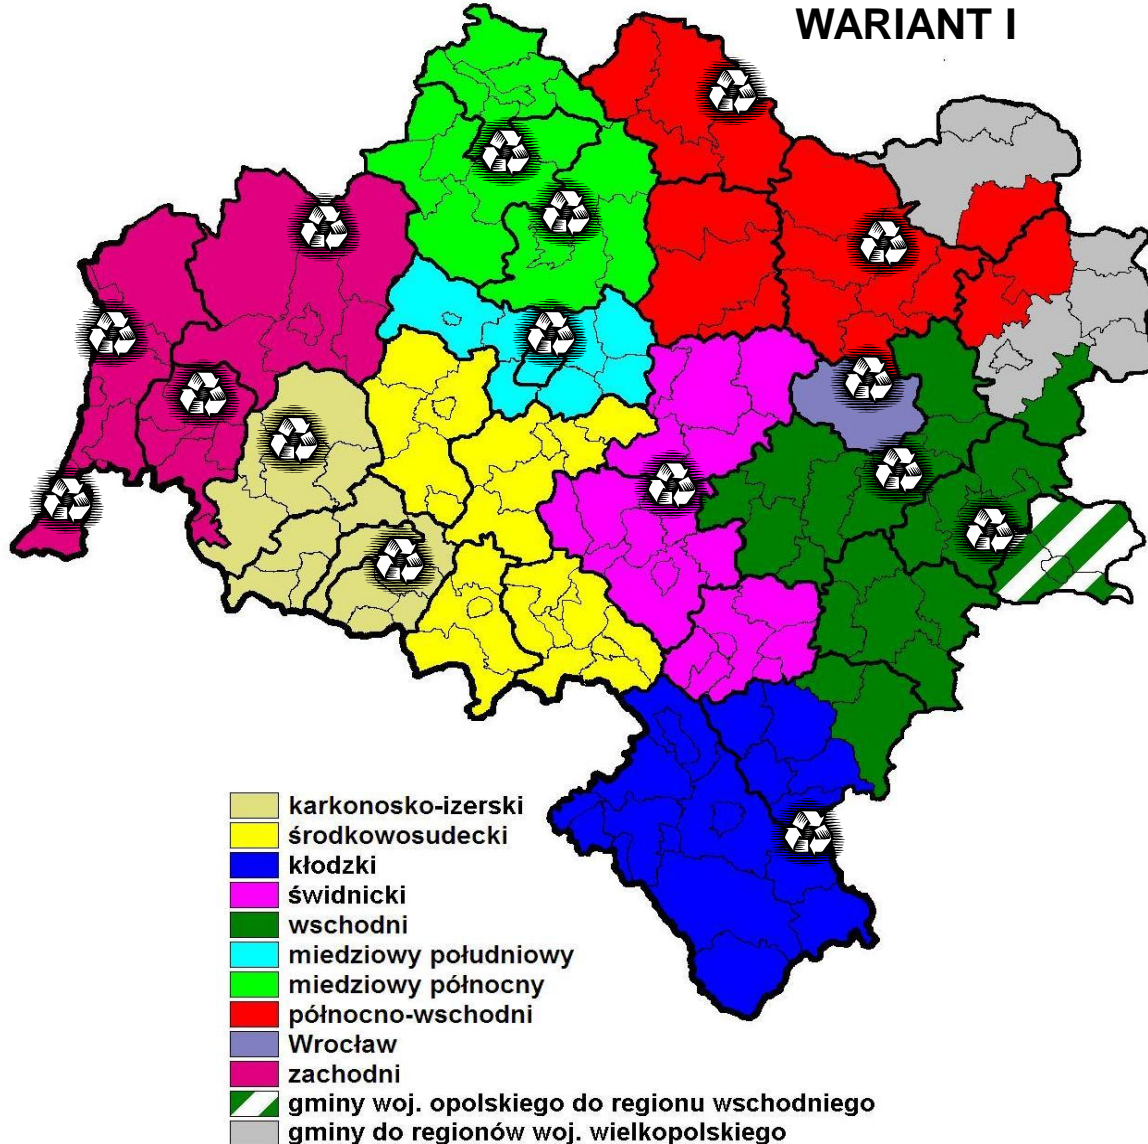 WARIANT I
karkonosko-izerski
środkowosudecki
kłodzki
świdnicki
wschodni
miedziowy południowy
miedziowy północny
północno-wschodni
Wrocław
zachodni
gminy woj. opolskiego do regionu wschodniego
gminy do regionów woj. wielkopolskiego